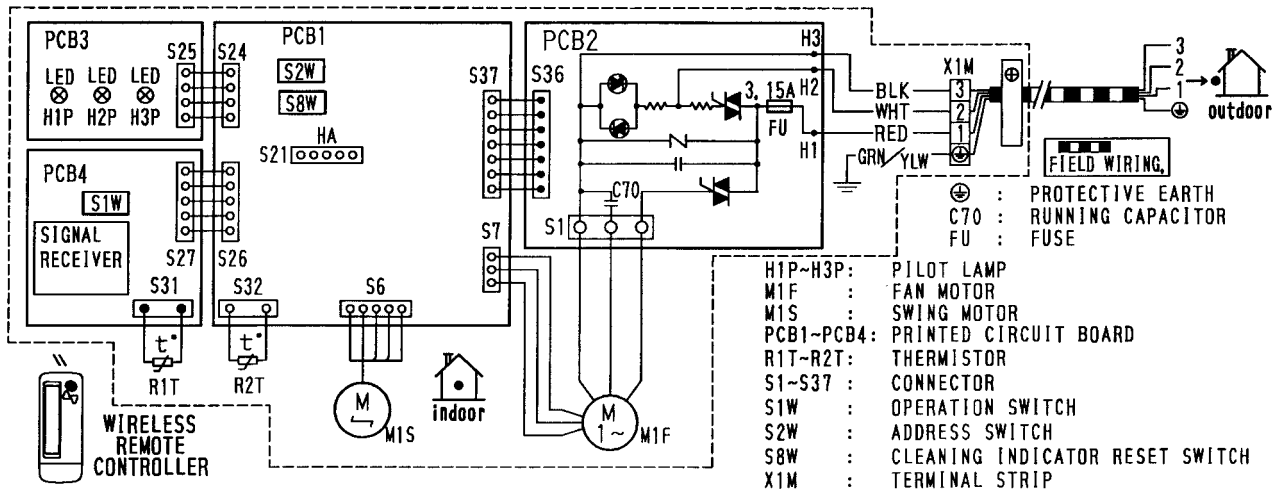 PCB3
LED LED LED
H1P H2P H3P
S25 S24
PCB1
S2W
S8W
HA
S21
S37 S36
PCB2
H3
H2
3. 15A
FU
H1
C70
S1
BLK
WHT
RED
GRN/YLW
X1M
3
2
1
3
2
1
outdoor
FIELD WIRING.
PCB4
S1W
SIGNAL
RECEIVER
S27 S26
S7
S31 S32 S6
t°
t°
R1T R2T
M
M1S
M
1~
M1F
indoor
WIRELESS
REMOTE
CONTROLLER
: PROTECTIVE EARTH
C70 : RUNNING CAPACITOR
FU : FUSE
H1P~H3P: PILOT LAMP
M1F : FAN MOTOR
M1S : SWING MOTOR
PCB1~PCB4: PRINTED CIRCUIT BOARD
R1T~R2T: THERMISTOR
S1~S37 : CONNECTOR
S1W : OPERATION SWITCH
S2W : ADDRESS SWITCH
S8W : CLEANING INDICATOR RESET SWITCH
X1M : TERMINAL STRIP